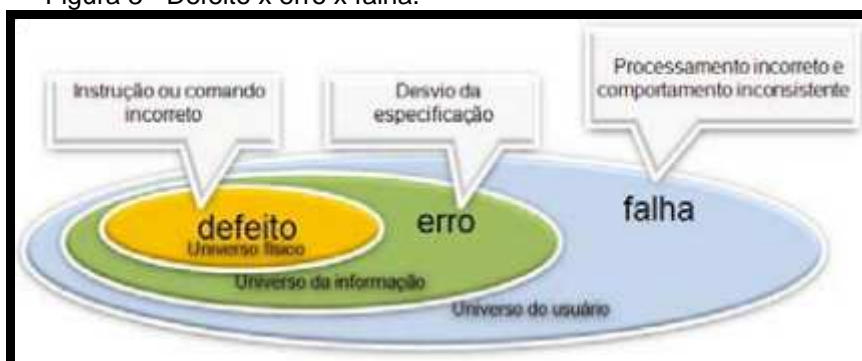 Figura 3 - Defeito x erro x falha.
Instrução ou comando
incorreto
Desvio da
especificação
Processamento incorreto e
comportamento inconsistente
defeito
Universo físico
erro
falha
Universo da informação
Universo do usuário